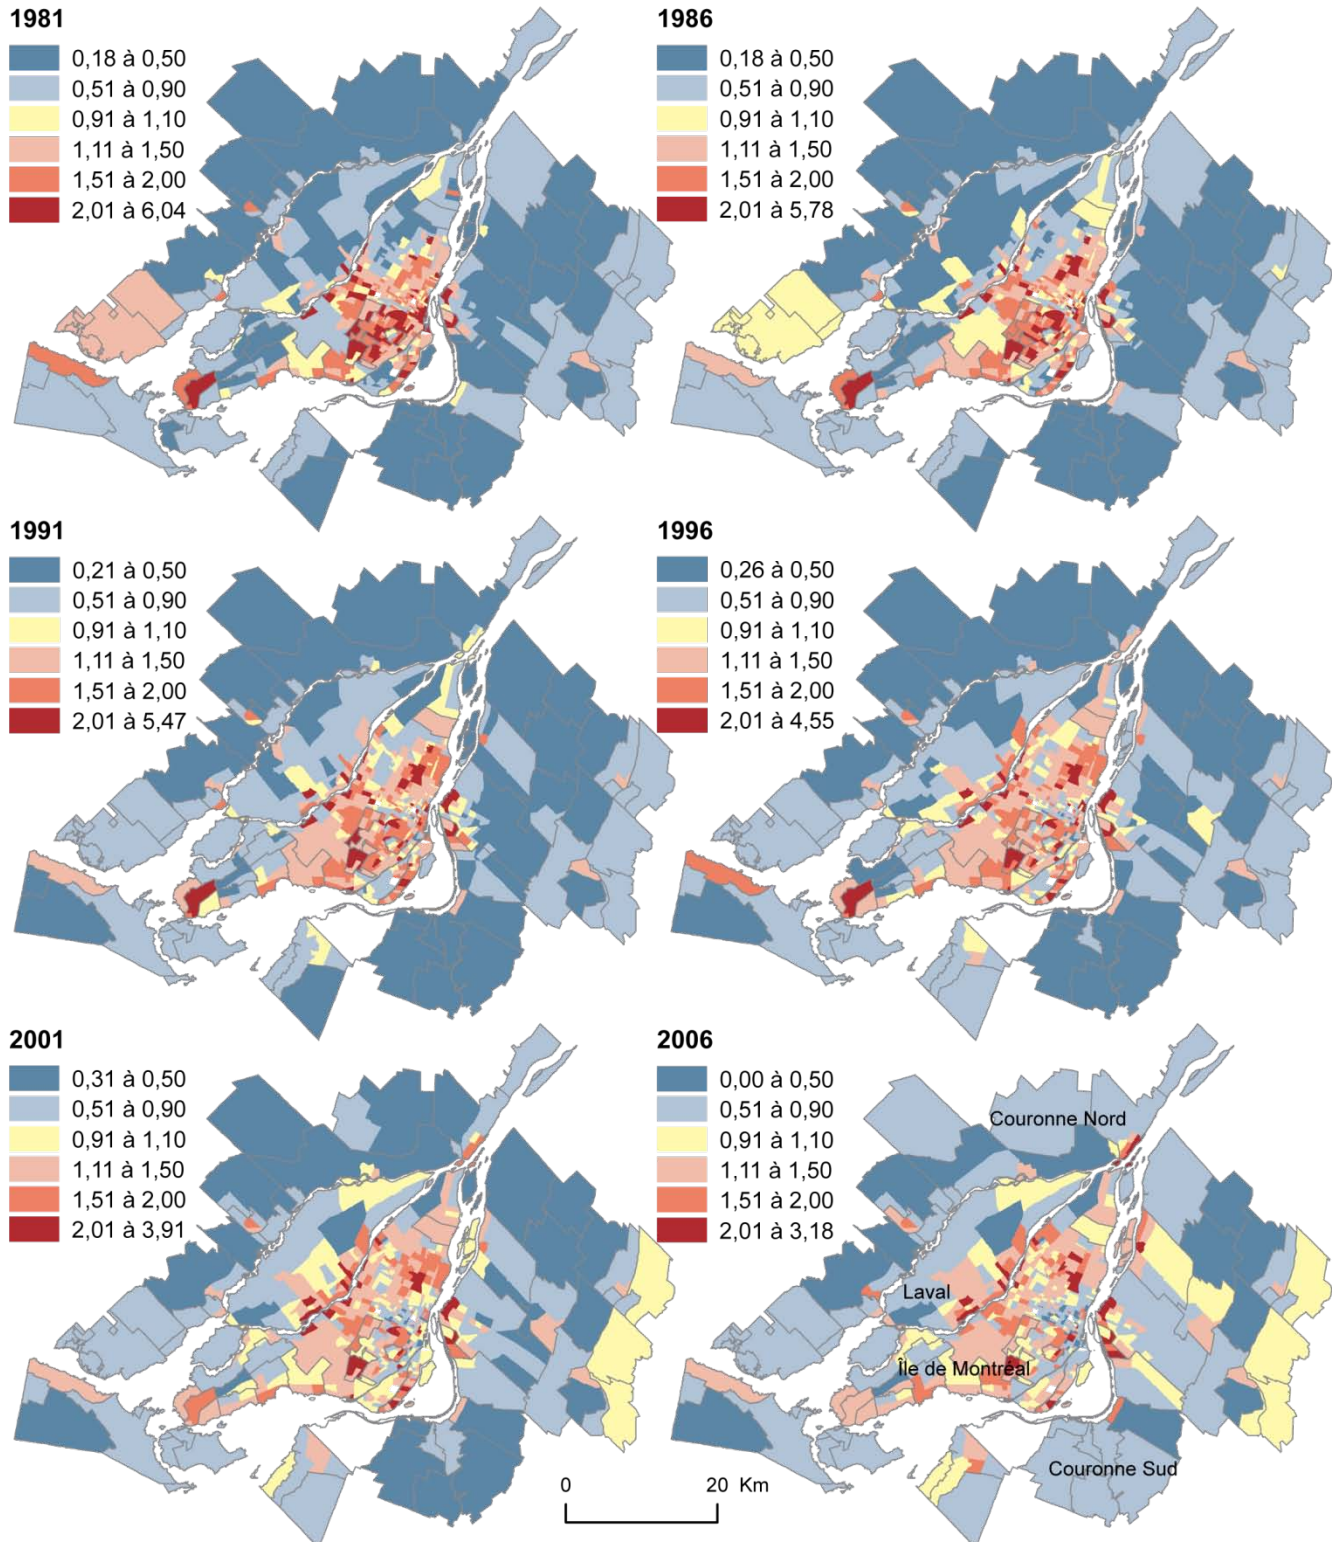 1981
0,18 à 0,50
0,51 à 0,90
0,91 à 1,10
1,11 à 1,50
1,51 à 2,00
2,01 à 6,04
1986
0,18 à 0,50
0,51 à 0,90
0,91 à 1,10
1,11 à 1,50
1,51 à 2,00
2,01 à 5,78
1991
0,21 à 0,50
0,51 à 0,90
0,91 à 1,10
1,11 à 1,50
1,51 à 2,00
2,01 à 5,47
1996
0,26 à 0,50
0,51 à 0,90
0,91 à 1,10
1,11 à 1,50
1,51 à 2,00
2,01 à 4,55
2001
0,31 à 0,50
0,51 à 0,90
0,91 à 1,10
1,11 à 1,50
1,51 à 2,00
2,01 à 3,91
0 20 Km
2006
0,00 à 0,50
0,51 à 0,90
0,91 à 1,10
1,11 à 1,50
1,51 à 2,00
2,01 à 3,18
Couronne Nord
Laval
Île de Montréal
Couronne Sud